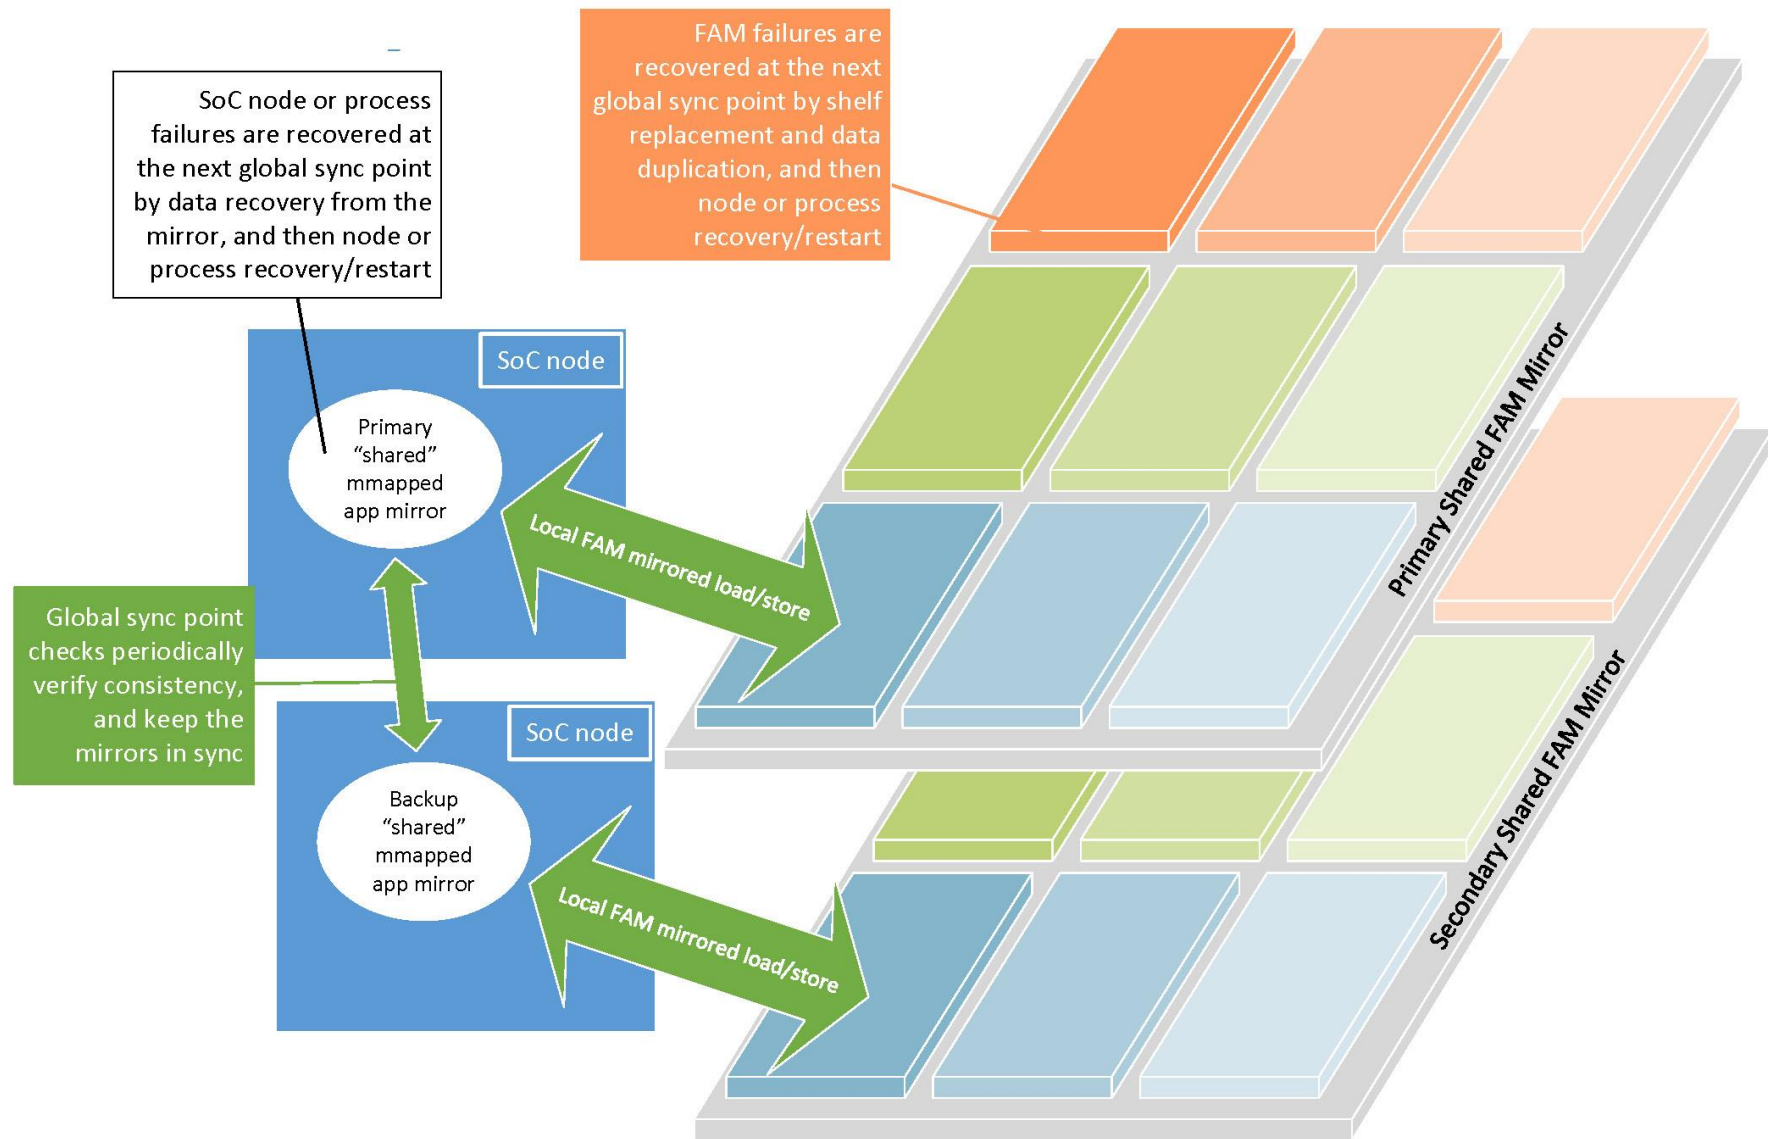 FAM failures are
recovered at the next
global sync point by shelf
replacement and data
duplication, and then
node or process
recovery/restart
SoC node or process
failures are recovered at
the next global sync point
by data recovery from the
mirror, and then node or
process recovery/restart
SoC node
Primary
“shared”
mmapped
app mirror
Local FAM mirrored load/store
Primary Shared FAM Mirror
Global sync point
checks periodically
verify consistency,
and keep the
mirrors in sync
SoC node
Backup
“shared”
mmapped
app mirror
Local FAM mirrored load/store
Secondary Shared FAM Mirror